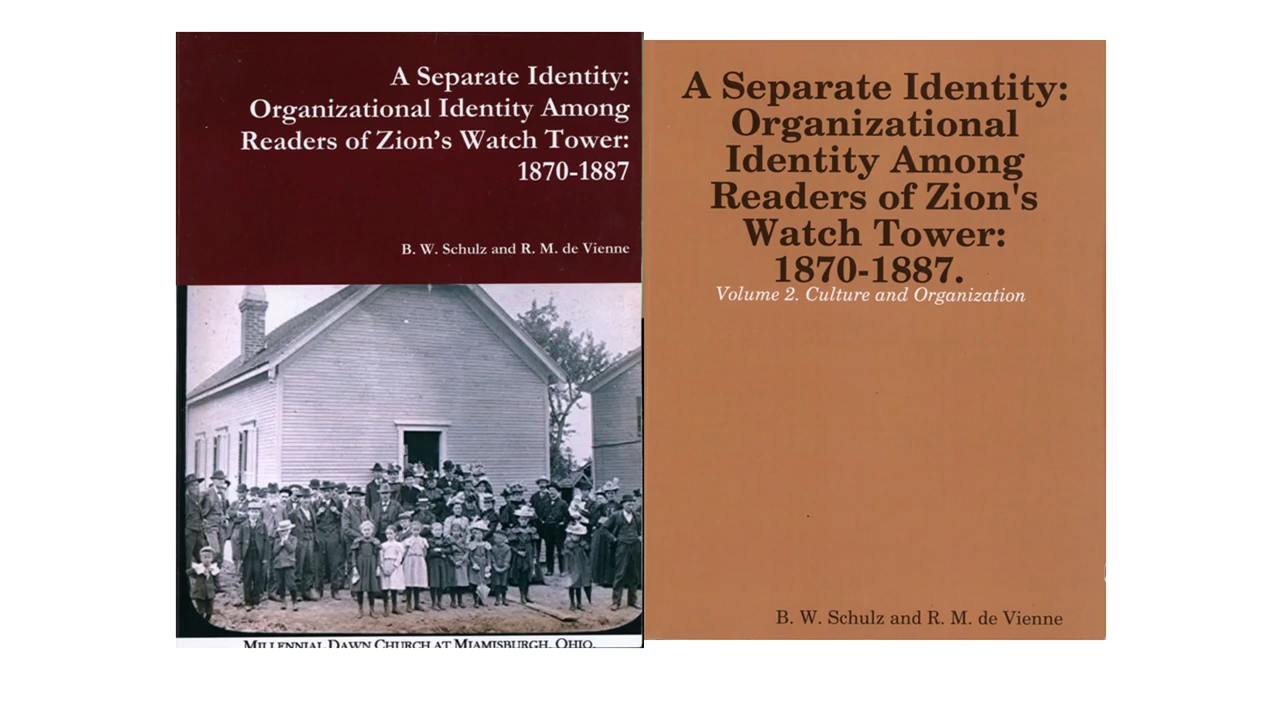 A Separate Identity:
Organizational Identity Among
Readers of Zion’s Watch Tower:
1870-1887
B. W. Schulz and R. M. de Vienne
MILLENNIAL DAWN CHURCH AT MIAMISBURGH, OHIO.
A Separate Identity:
Organizational
Identity Among
Readers of Zion's
Watch Tower:
1870-1887.
Volume 2. Culture and Organization
B. W. Schulz and R. M. de Vienne